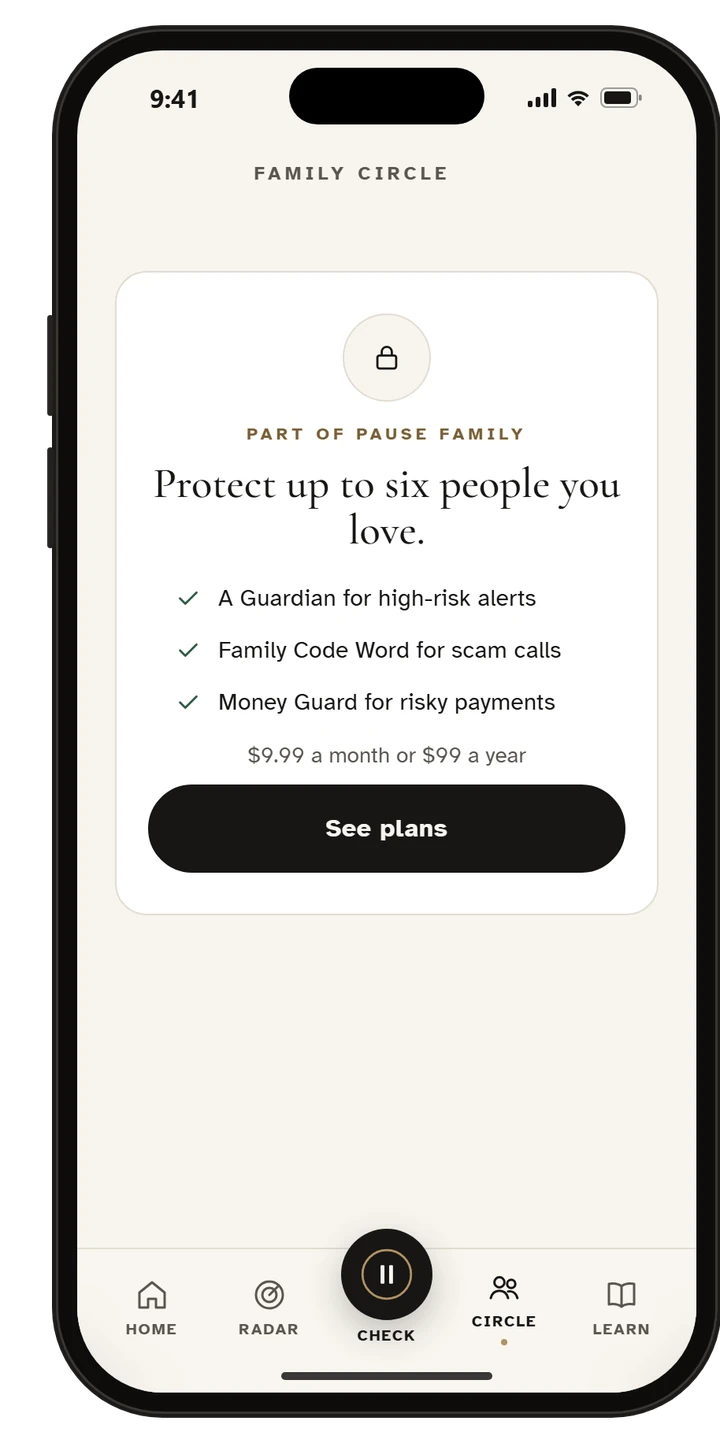 9:41
FAMILY CIRCLE
PART OF PAUSE FAMILY
Protect up to six people you
love.
A Guardian for high-risk alerts
Family Code Word for scam calls
Money Guard for risky payments
$9.99 a month or $99 a year
See plans
HOME
RADAR
CHECK
CIRCLE
LEARN